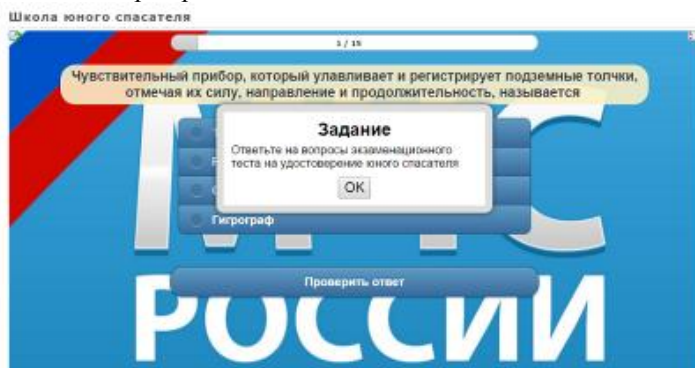 Школа юного спасателя
1 / 15
Чувствительный прибор, который улавливает и регистрирует подземные толчки,
отмечая их силу, направление и продолжительность, называется
Задание
Ответьте на вопросы экзаменационного
теста на удостоверение юного спасателя
OK
Гигрограф
Проверить ответ
РОССИИ